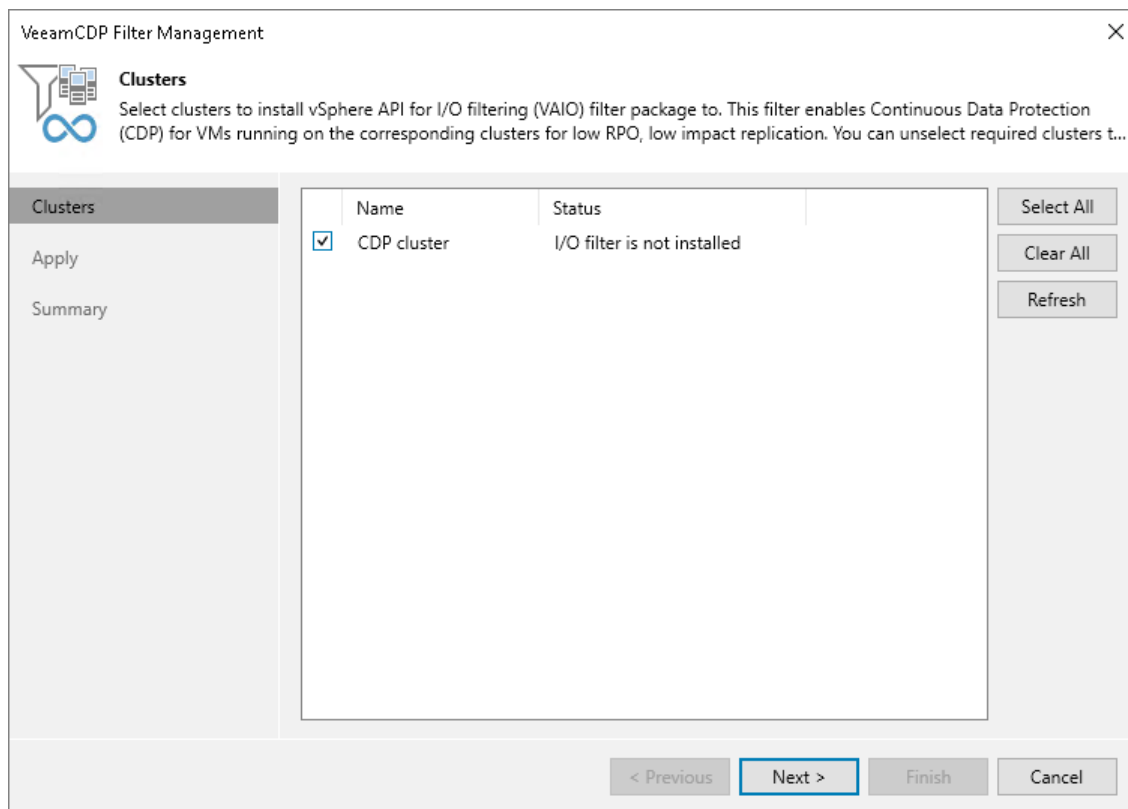 VeeamCDP Filter Management
Clusters
Select clusters to install vSphere API for I/O filtering (VAIO) filter package to. This filter enables Continuous Data Protection
(CDP) for VMs running on the corresponding clusters for low RPO, low impact replication. You can unselect required clusters t...
Clusters
Apply
Summary
Name Status
CDP cluster I/O filter is not installed
Select All
Clear All
Refresh
< Previous Next > Finish Cancel